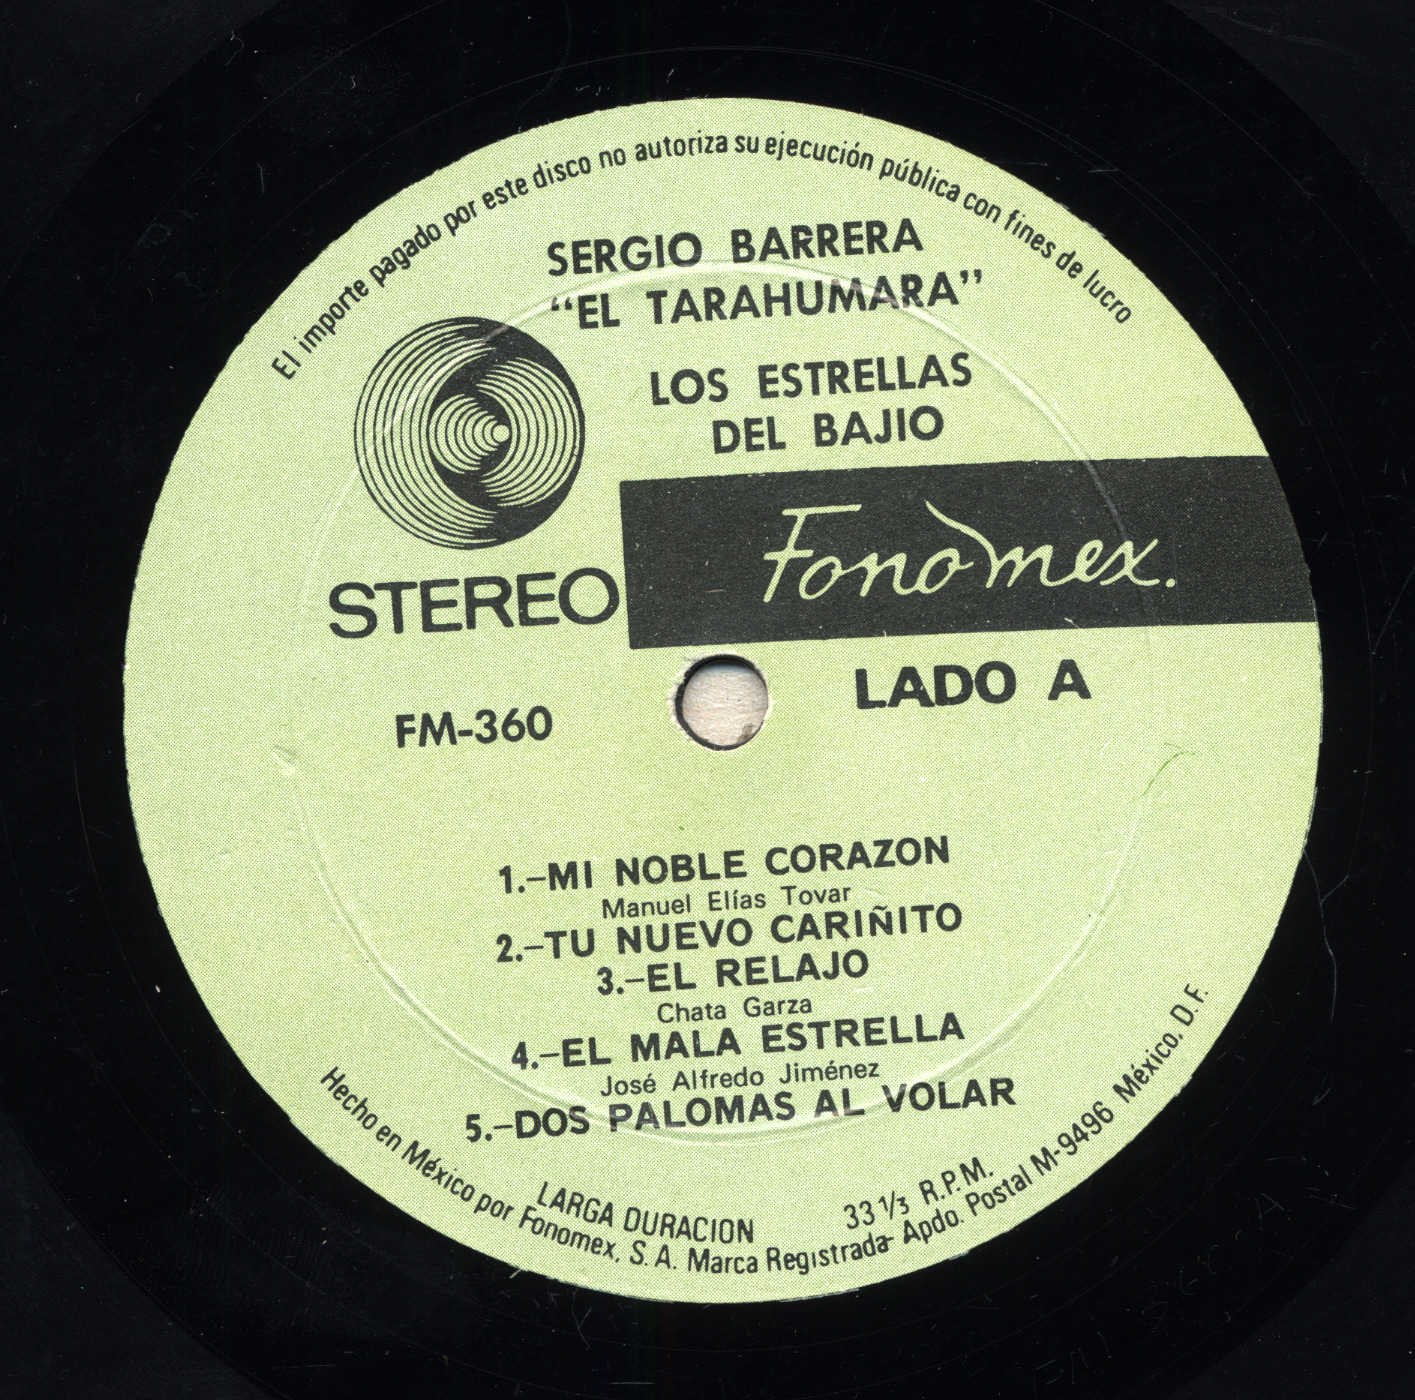 El importe pagado por este disco no autoriza su ejecución pública con fines de lucro
SERGIO BARRERA
“EL TARAHUMARA”
LOS ESTRELLAS
DEL BAJIO
Fonòmex.
STEREO
LADO A
FM-360
1.-MI NOBLE CORAZON
Manuel Elías Tovar
2.-TU NUEVO CARIÑITO
3.-EL RELAJO
Chata Garza
4.-EL MALA ESTRELLA
José Alfredo Jiménez
5.-DOS PALOMAS AL VOLAR
LARGA DURACION 33 1/3 R.P.M.
Hecho en México por Fonomex, S.A. Marca Registrada- Apdo. Postal M-9496 México, D.F.